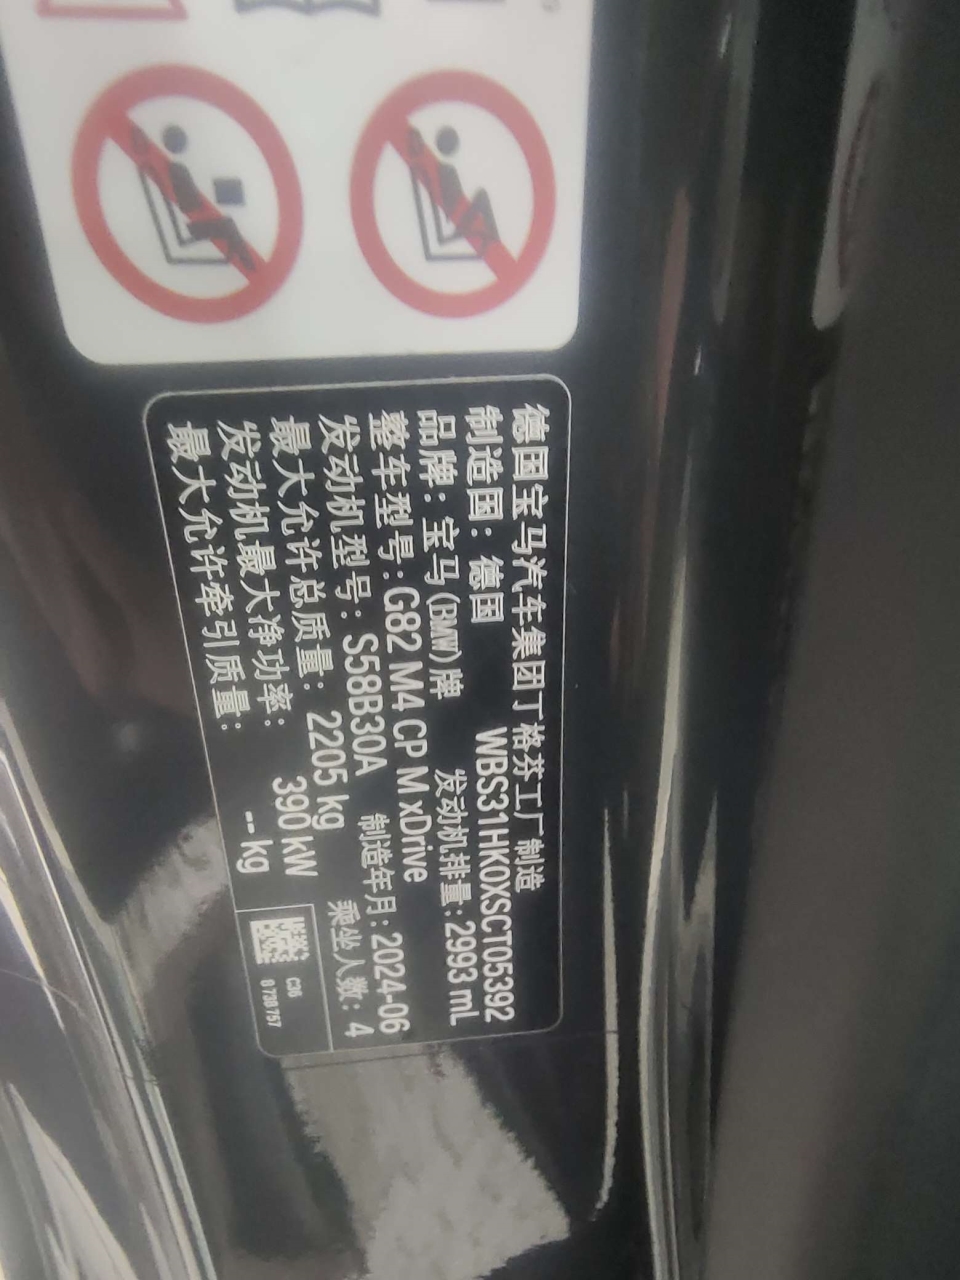 德国宝马汽车集团丁格芬工厂制造
制造国：德国 WBS31HK0XSCT05392
品牌：宝马(BMW)牌 发动机排量：2993 mL
整车型号：G82 M4 CP M xDrive
发动机型号：S58B30A 制造年月：2024-06
最大允许总质量：2205 kg 乘坐人数：4
发动机最大净功率：390 kW
最大允许牵引质量：-- kg
C36
8 738 757